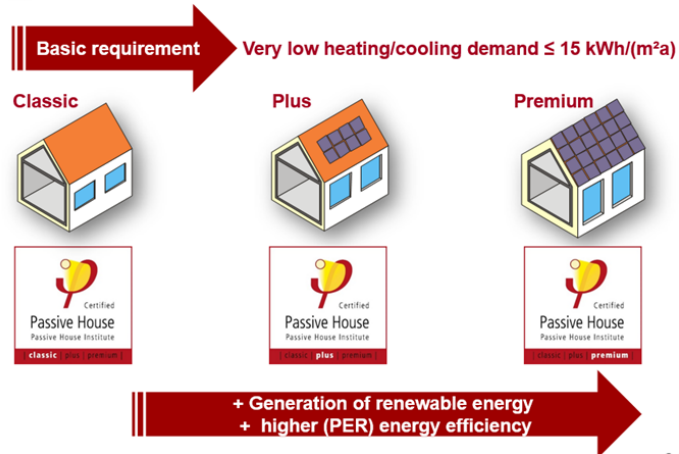 Basic requirement
Very low heating/cooling demand ≤ 15 kWh/(m²a)
Classic
Plus
Premium
Certified
Passive House
Passive House Institute
| classic | plus | premium |
Certified
Passive House
Passive House Institute
| classic | plus | premium |
Certified
Passive House
Passive House Institute
| classic | plus | premium |
+ Generation of renewable energy
+ higher (PER) energy efficiency